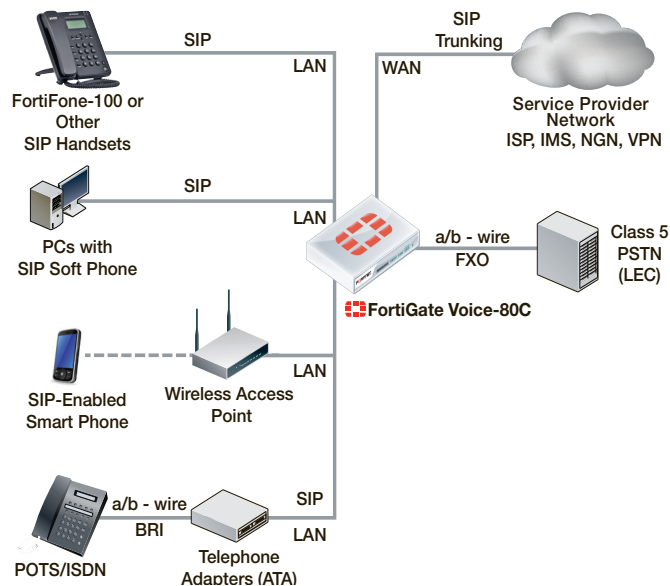 SIP
LAN
FortiFone-100 or
Other
SIP Handsets
SIP
Trunking
WAN
Service Provider
Network
ISP, IMS, NGN, VPN
SIP
LAN
PCs with
SIP Soft Phone
a/b - wire
FXO
Class 5
PSTN
(LEC)
FORTINET
FortiGate Voice-80C
LAN
SIP-Enabled
Smart Phone
Wireless Access
Point
a/b - wire
BRI
SIP
LAN
POTS/ISDN
Telephone
Adapters (ATA)